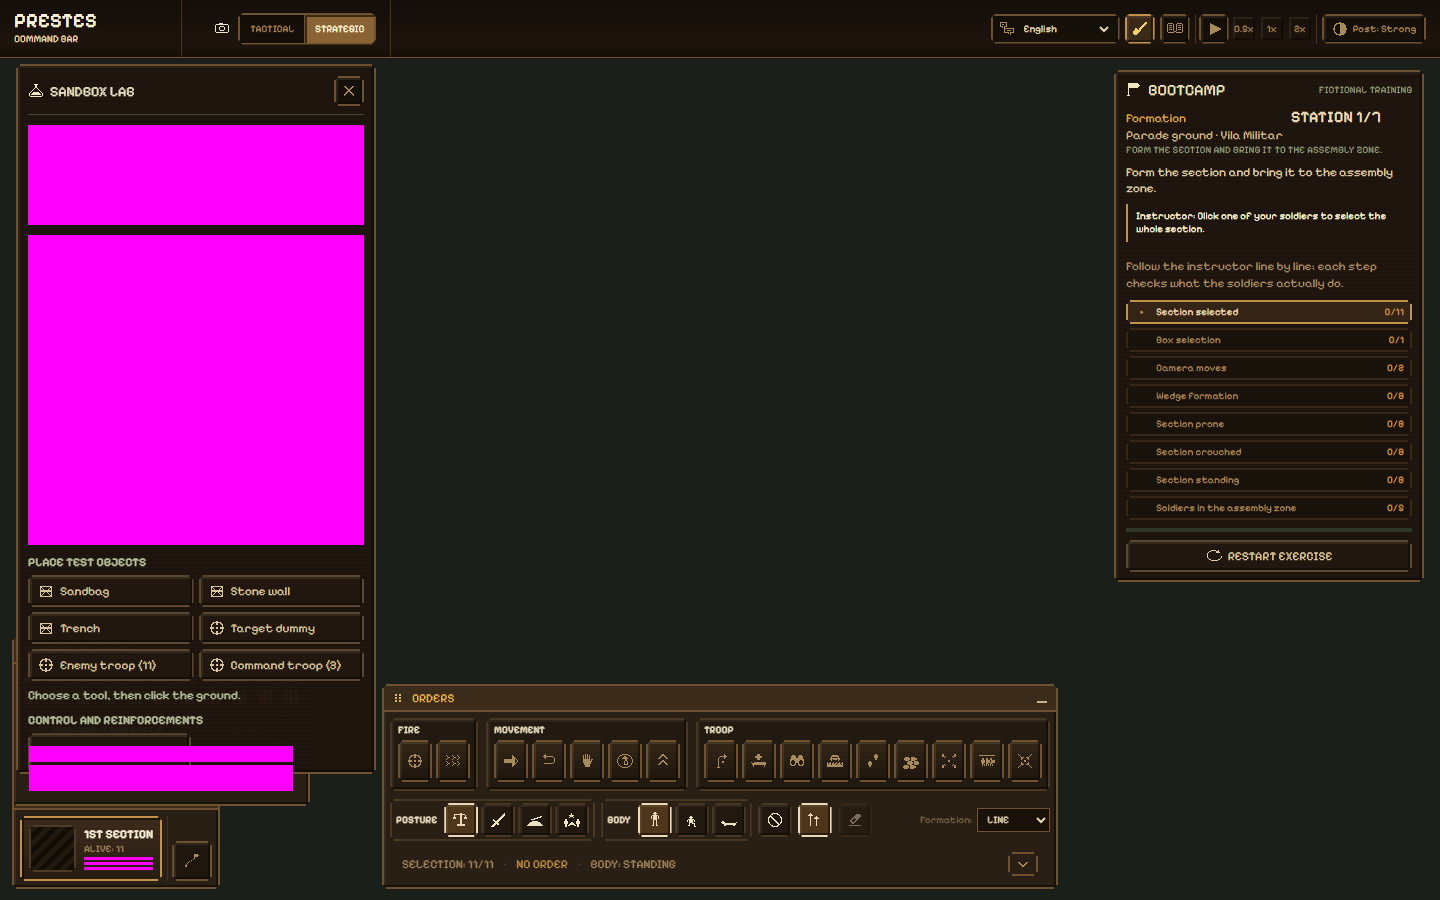 PRESTES
COMMAND BAR
TACTICAL
STRATEGIC
English
0.5x
1x
2x
Post: Strong
SANDBOX LAB
PLACE TEST OBJECTS
Sandbag
Stone wall
Trench
Target dummy
Enemy troop (11)
Command troop (3)
Choose a tool, then click the ground.
CONTROL AND REINFORCEMENTS
1ST SECTION
ALIVE: 11
ORDERS
FIRE
MOVEMENT
TROOP
POSTURE
BODY
Formation:
LINE
SELECTION: 11/11 · NO ORDER · BODY: STANDING
BOOTCAMP
FICTIONAL TRAINING
Formation
STATION 1/7
Parade ground · Vila Militar
FORM THE SECTION AND BRING IT TO THE ASSEMBLY ZONE.
Form the section and bring it to the assembly
zone.
Instructor: Click one of your soldiers to select the
whole section.
Follow the instructor line by line: each step
checks what the soldiers actually do.
Section selected 0/11
Box selection 0/1
Camera moves 0/2
Wedge formation 0/8
Section prone 0/8
Section crouched 0/8
Section standing 0/8
Soldiers in the assembly zone 0/9
RESTART EXERCISE